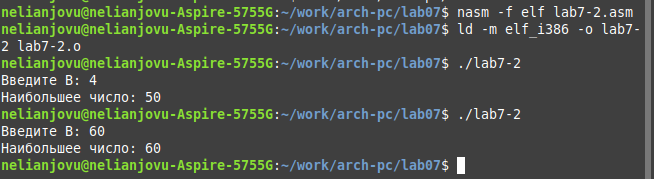 nelianjovu@nelianjovu-Aspire-5755G:~/work/arch-pc/lab07$ nasm -f elf lab7-2.asm
nelianjovu@nelianjovu-Aspire-5755G:~/work/arch-pc/lab07$ ld -m elf_i386 -o lab7-
2 lab7-2.o
nelianjovu@nelianjovu-Aspire-5755G:~/work/arch-pc/lab07$ ./lab7-2
Введите B: 4
Наибольшее число: 50
nelianjovu@nelianjovu-Aspire-5755G:~/work/arch-pc/lab07$ ./lab7-2
Введите B: 60
Наибольшее число: 60
nelianjovu@nelianjovu-Aspire-5755G:~/work/arch-pc/lab07$